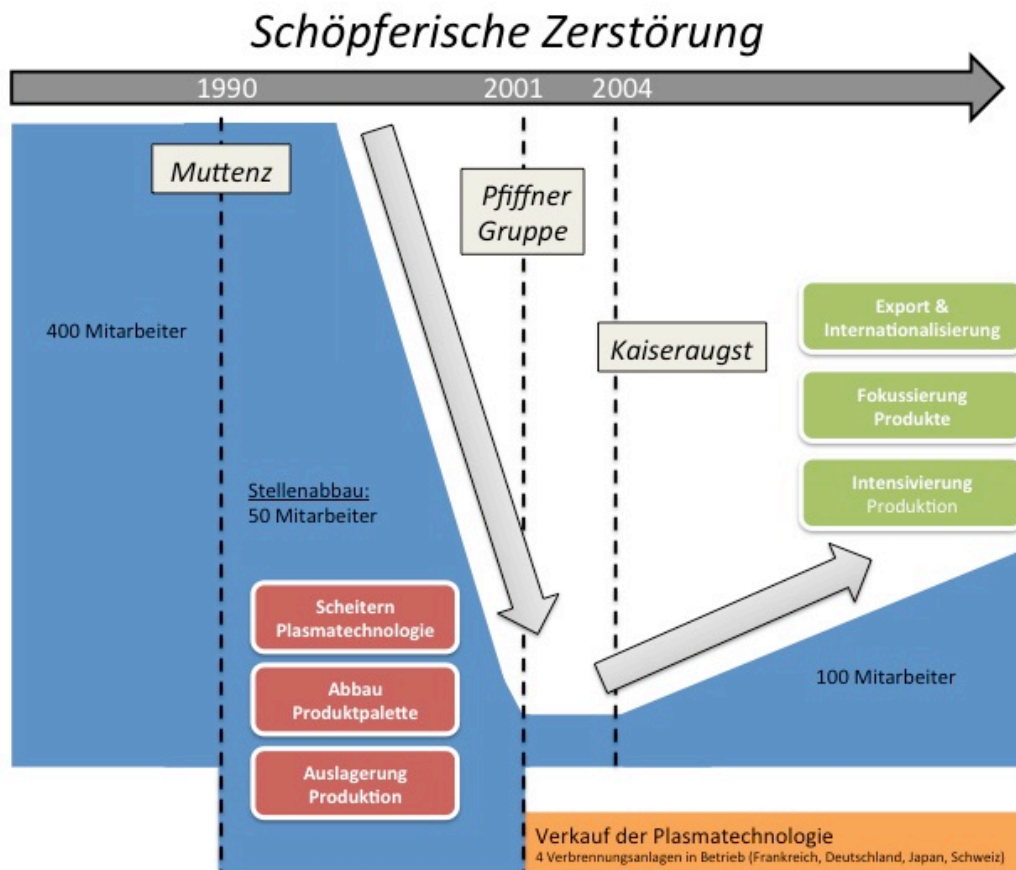 Schöpferische Zerstörung
1990
2001
2004
Muttenz
Pfiffner
Gruppe
Kaiseraugst
400 Mitarbeiter
Export &
Internationalisierung
Fokussierung
Produkte
Intensivierung
Produktion
Stellenabbau:
50 Mitarbeiter
Scheitern
Plasmatechnologie
Abbau
Produktpalette
Auslagerung
Produktion
100 Mitarbeiter
Verkauf der Plasmatechnologie
4 Verbrennungsanlagen in Betrieb (Frankreich, Deutschland, Japan, Schweiz)